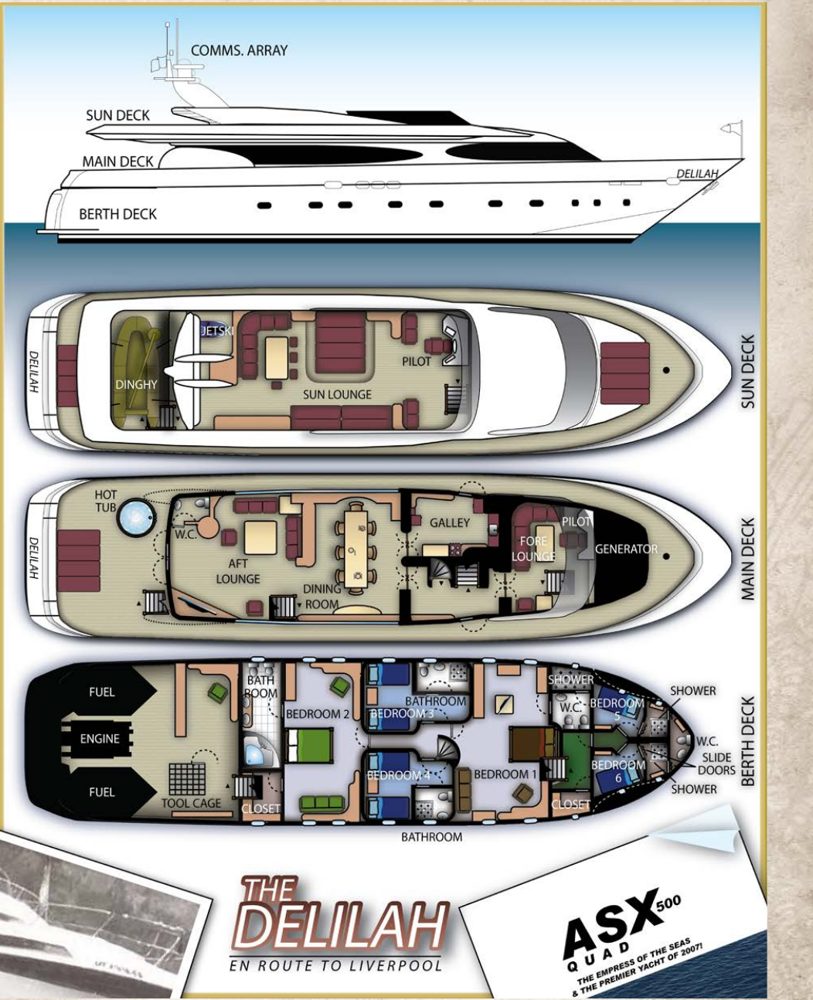 COMMS. ARRAY
SUN DECK
MAIN DECK
BERTH DECK
DELILAH
DELILAH
DINGHY
JETSKI
SUN LOUNGE
PILOT
SUN DECK
DELILAH
HOT
TUB
W.C.
AFT
LOUNGE
DINING
ROOM
GALLEY
FORE
LOUNGE
PILOT
GENERATOR
MAIN DECK
FUEL
ENGINE
FUEL
TOOL CAGE
BATH
ROOM
CLOSET
BEDROOM 2
BEDROOM 3
BATHROOM
BEDROOM 4
BATHROOM
BEDROOM 1
SHOWER
W.C.
CLOSET
BEDROOM
5
BEDROOM
6
SHOWER
W.C.
SLIDE
DOORS
SHOWER
BERTH DECK
THE
DELILAH
EN ROUTE TO LIVERPOOL
ASX 500
QUAD
THE EMPRESS OF THE SEAS
& THE PREMIER YACHT OF 2007!